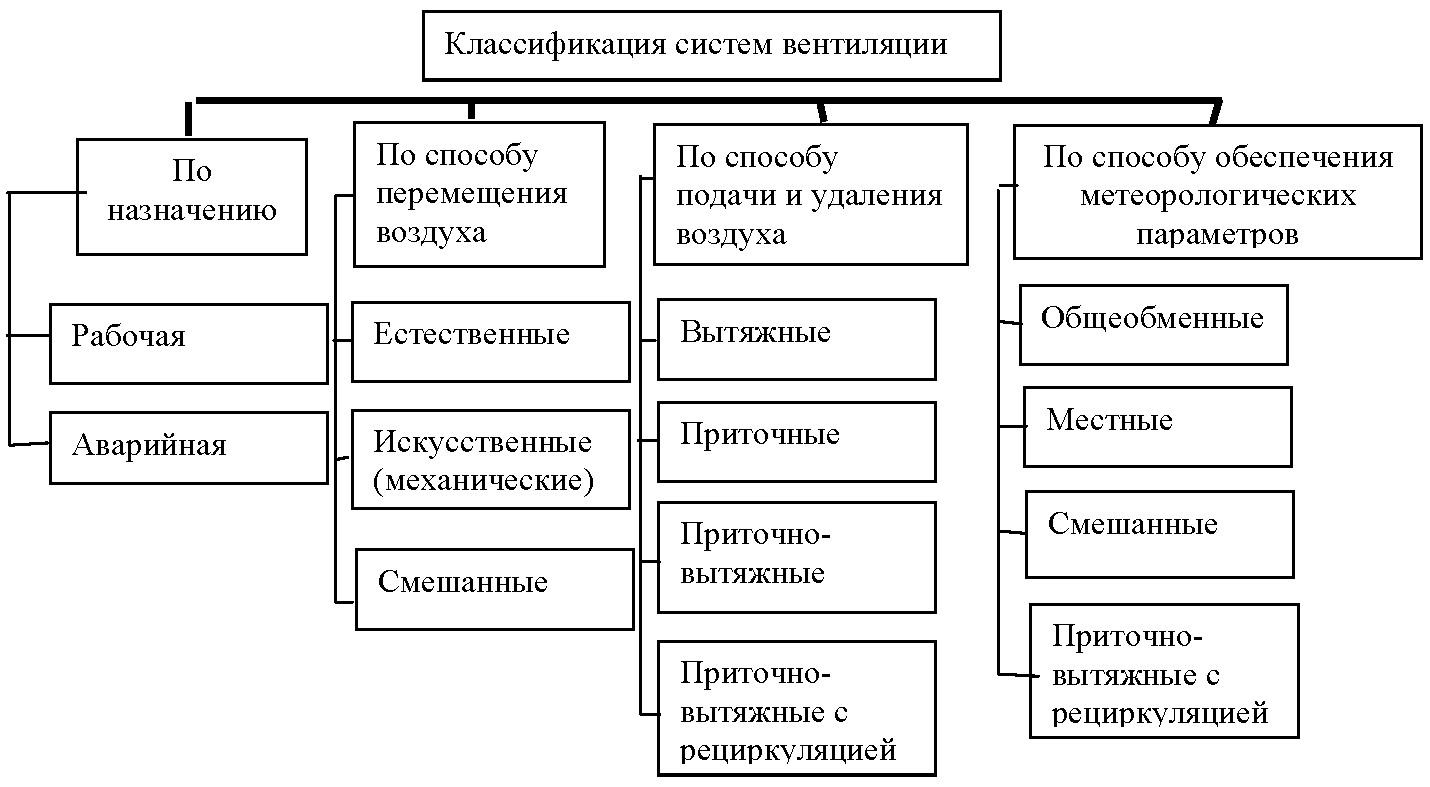 Классификация систем вентиляции
По
назначению
Рабочая
Аварийная
По способу
перемещения
воздуха
Естественные
Искусственные
(механические)
Смешанные
По способу
подачи и удаления
воздуха
Вытяжные
Приточные
Приточно-
вытяжные
Приточно-
вытяжные с
рециркуляцией
По способу обеспечения
метеорологических
параметров
Общеобменные
Местные
Смешанные
Приточно-
вытяжные с
рециркуляцией